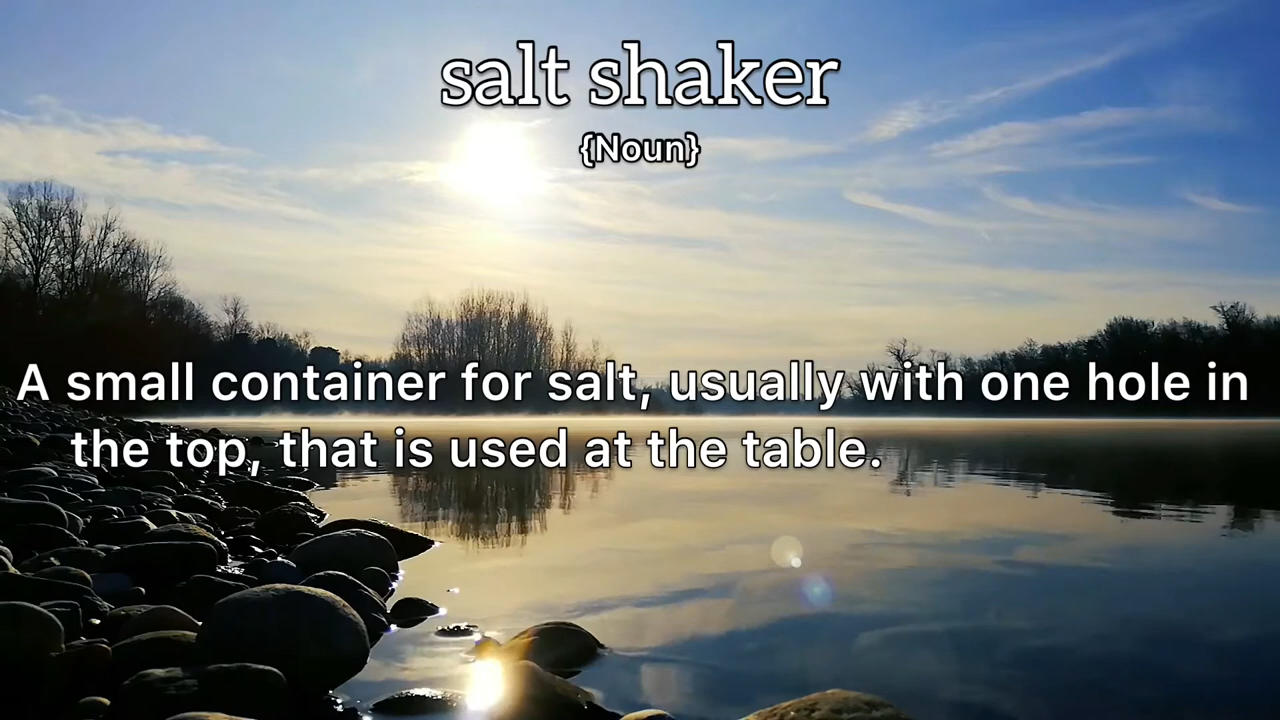 salt shaker
{Noun}
A small container for salt, usually with one hole in
the top, that is used at the table.